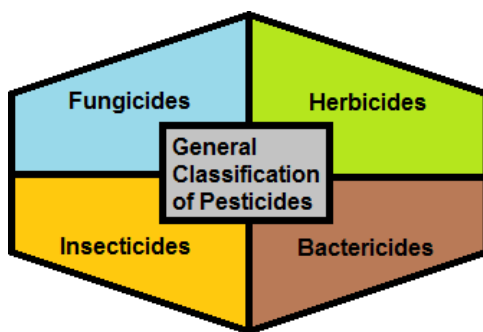 Fungicides
Herbicides
General
Classification
of Pesticides
Insecticides
Bactericides